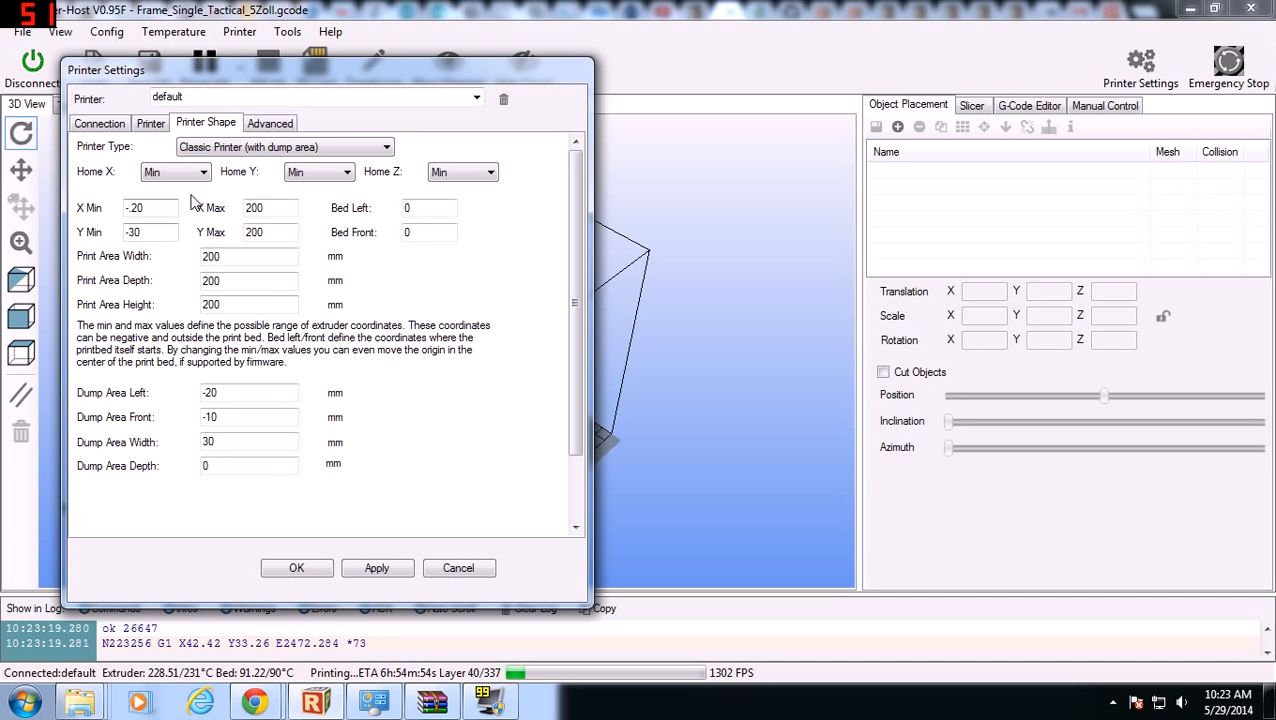 51
er-Host V0.95F - Frame_Single_Tactical_5Zoll.gcode
File View Config Temperature Printer Tools Help
Disconnect Printer Settings Emergency Stop
Printer Settings
Printer: default
3D View
Object Placement Slicer G-Code Editor Manual Control
Connection Printer Printer Shape Advanced
Printer Type: Classic Printer (with dump area)
Name Mesh Collision
Home X: Min Home Y: Min Home Z: Min
X Min -.20 X Max 200 Bed Left: 0
Y Min -30 Y Max 200 Bed Front: 0
Print Area Width: 200 mm
Print Area Depth: 200 mm
Print Area Height: 200 mm
The min and max values define the possible range of extruder coordinates. These coordinates
can be negative and outside the print bed. Bed left/front define the coordinates where the
printbed itself starts. By changing the min/max values you can even move the origin in the
center of the print bed, if supported by firmware.
Dump Area Left: -20 mm
Dump Area Front: -10 mm
Dump Area Width: 30 mm
Dump Area Depth: 0 mm
OK Apply Cancel
Translation X Y Z
Scale X Y Z
Rotation X Y Z
Cut Objects
Position
Inclination
Azimuth
Show in Log: Commands Infos Warnings Errors ACK Auto Scroll Clear Log Copy
10:23:19.280 ok 26647
10:23:19.281 N223256 G1 X42.42 Y33.26 E2472.284 *73
Connected:default Extruder: 228.51/231°C Bed: 91.22/90°C Printing...ETA 6h:54m:54s Layer 40/337 1302 FPS
99
10:23 AM
5/29/2014